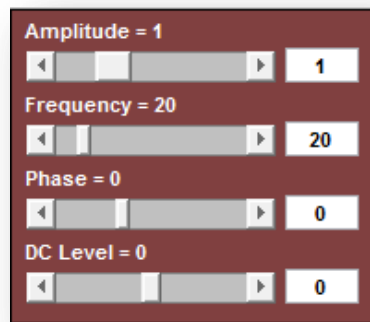 Amplitude = 1
1
Frequency = 20
20
Phase = 0
0
DC Level = 0
0